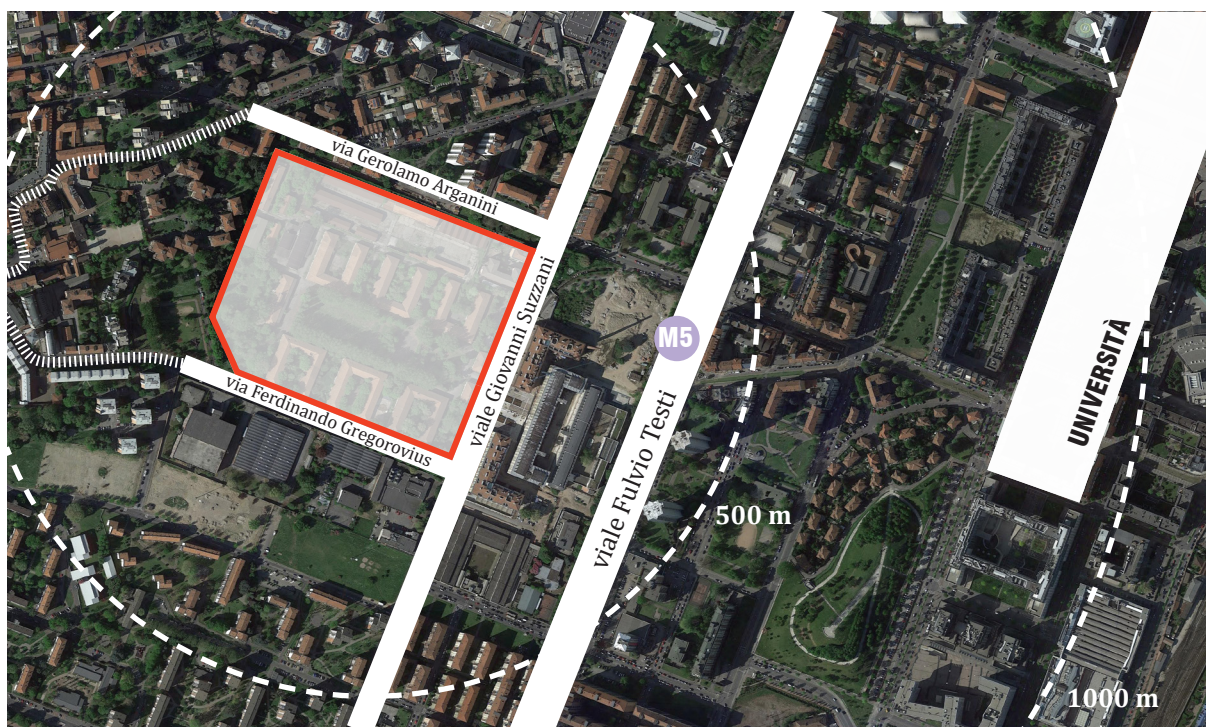 via Gerolamo Arganini
viale Giovanni Suzzani
M5
UNIVERSITÀ
via Ferdinando Gregorovius
viale Fulvio Testi
500 m
1000 m